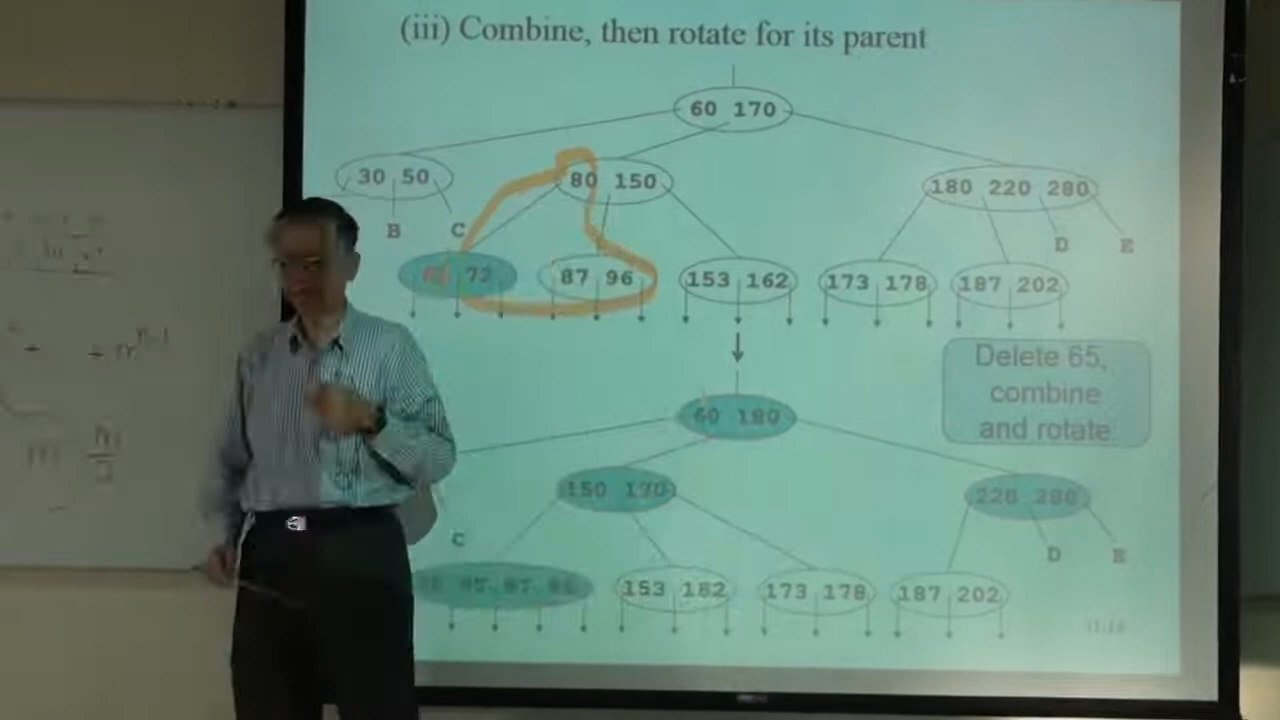 (iii) Combine, then rotate for its parent
60 170
30 50
80 150
180 220 280
B
C
D
E
72
87 96
153 162
173 178
187 202
Delete 65,
combine
and rotate
60 180
150 170
220 280
C
D
E
153 162
173 178
187 202